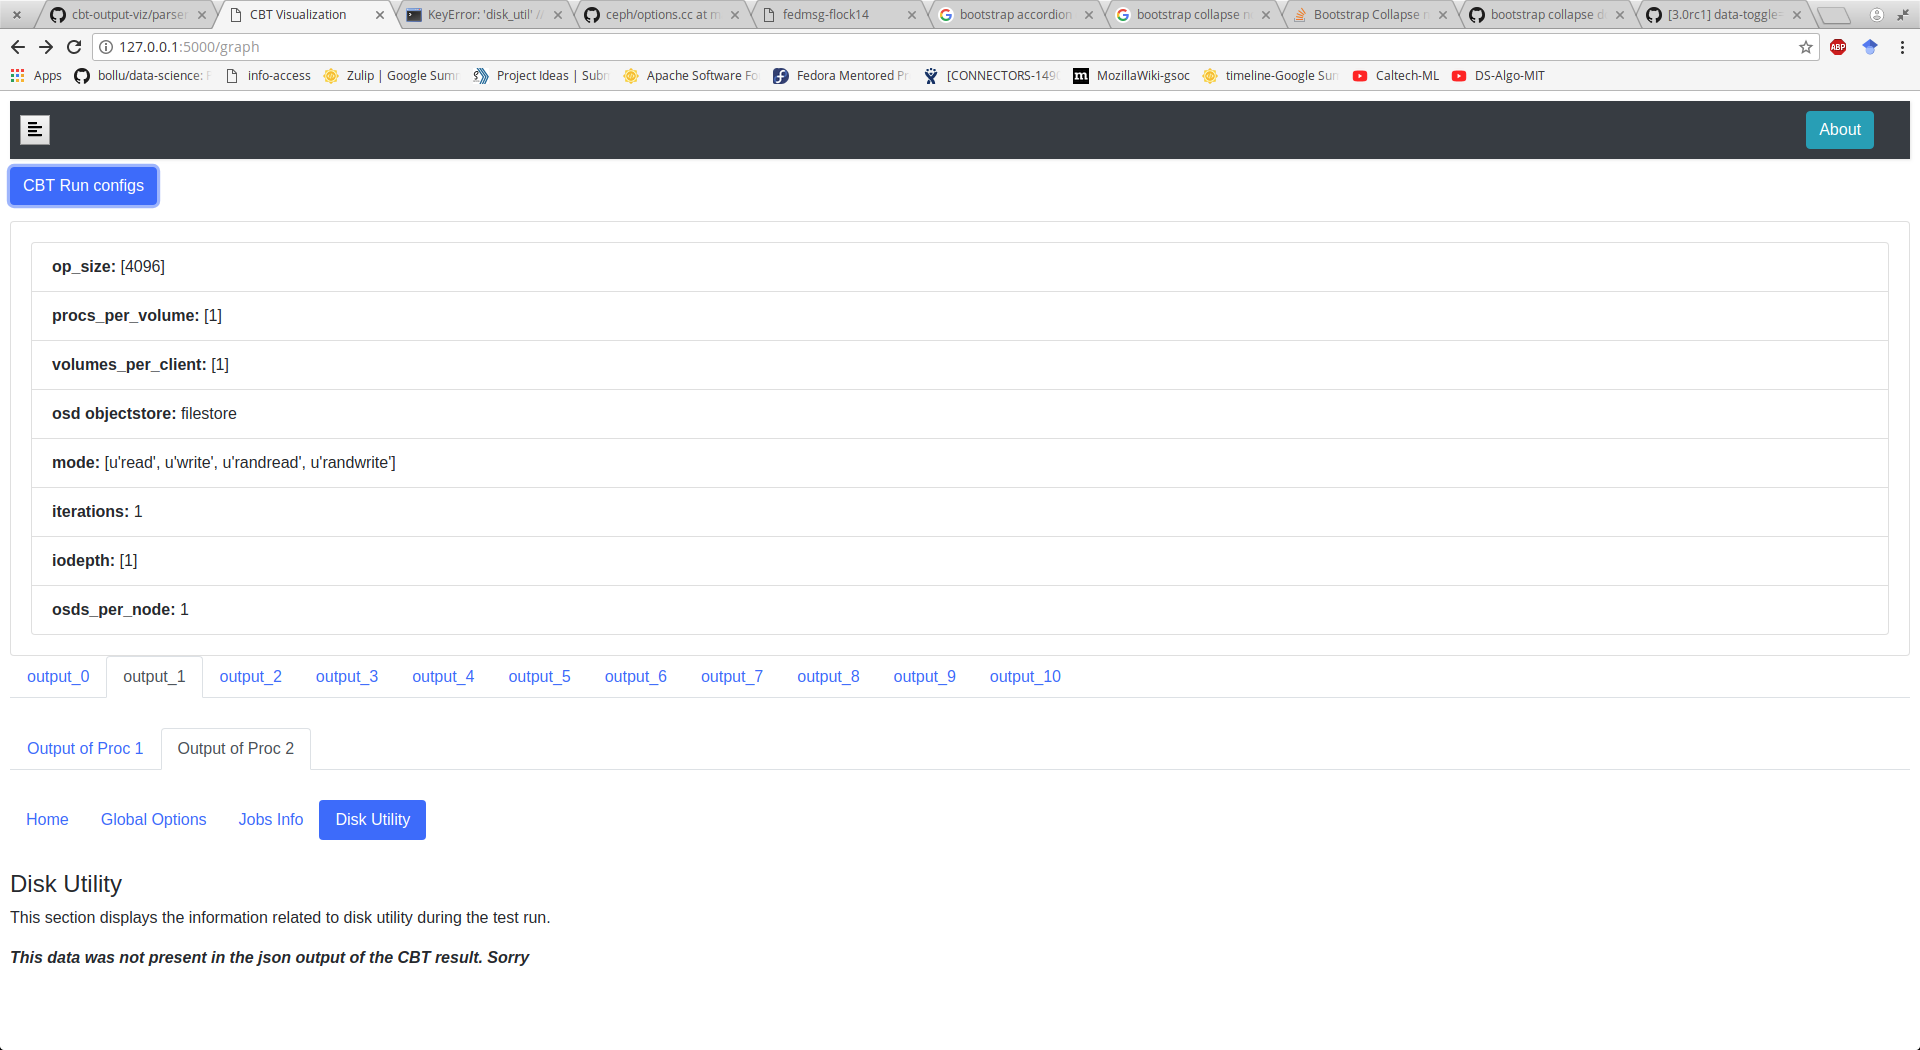 cbt-output-viz/parser
CBT Visualization
KeyError: 'disk_util' //
ceph/options.cc at m
fedmsg-flock14
bootstrap accordion
bootstrap collapse n
Bootstrap Collapse n
bootstrap collapse d
[3.0rc1] data-toggle=
127.0.0.1:5000/graph
ABP
Apps
bollu/data-science: F
info-access
Zulip | Google Summ
Project Ideas | Subm
Apache Software Fo
Fedora Mentored Pr
[CONNECTORS-1490
m
MozillaWiki-gsoc
timeline-Google Sum
Caltech-ML
DS-Algo-MIT
About
CBT Run configs
op_size: [4096]
procs_per_volume: [1]
volumes_per_client: [1]
osd objectstore: filestore
mode: [u'read', u'write', u'randread', u'randwrite']
iterations: 1
iodepth: [1]
osds_per_node: 1
output_0 output_1 output_2 output_3 output_4 output_5 output_6 output_7 output_8 output_9 output_10
Output of Proc 1 Output of Proc 2
Home Global Options Jobs Info Disk Utility
Disk Utility
This section displays the information related to disk utility during the test run.
This data was not present in the json output of the CBT result. Sorry